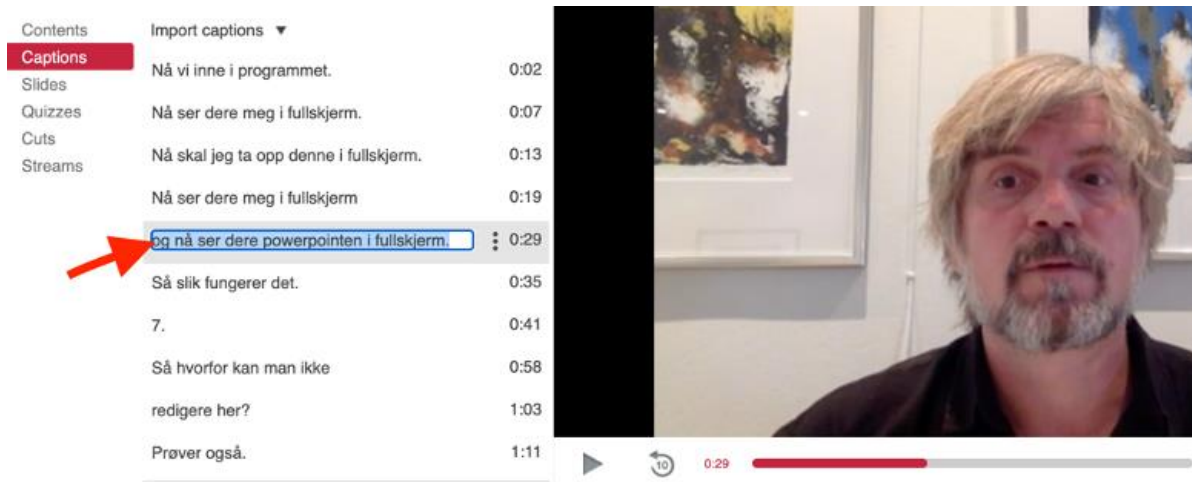 Contents
Captions
Slides
Quizzes
Cuts
Streams
Import captions
Nå vi inne i programmet. 0:02
Nå ser dere meg i fullskjerm. 0:07
Nå skal jeg ta opp denne i fullskjerm. 0:13
Nå ser dere meg i fullskjerm 0:19
og nå ser dere powerpointen i fullskjerm. 0:29
Så slik fungerer det. 0:35
7. 0:41
Så hvorfor kan man ikke 0:58
redigere her? 1:03
Prøver også. 1:11
10 0:29